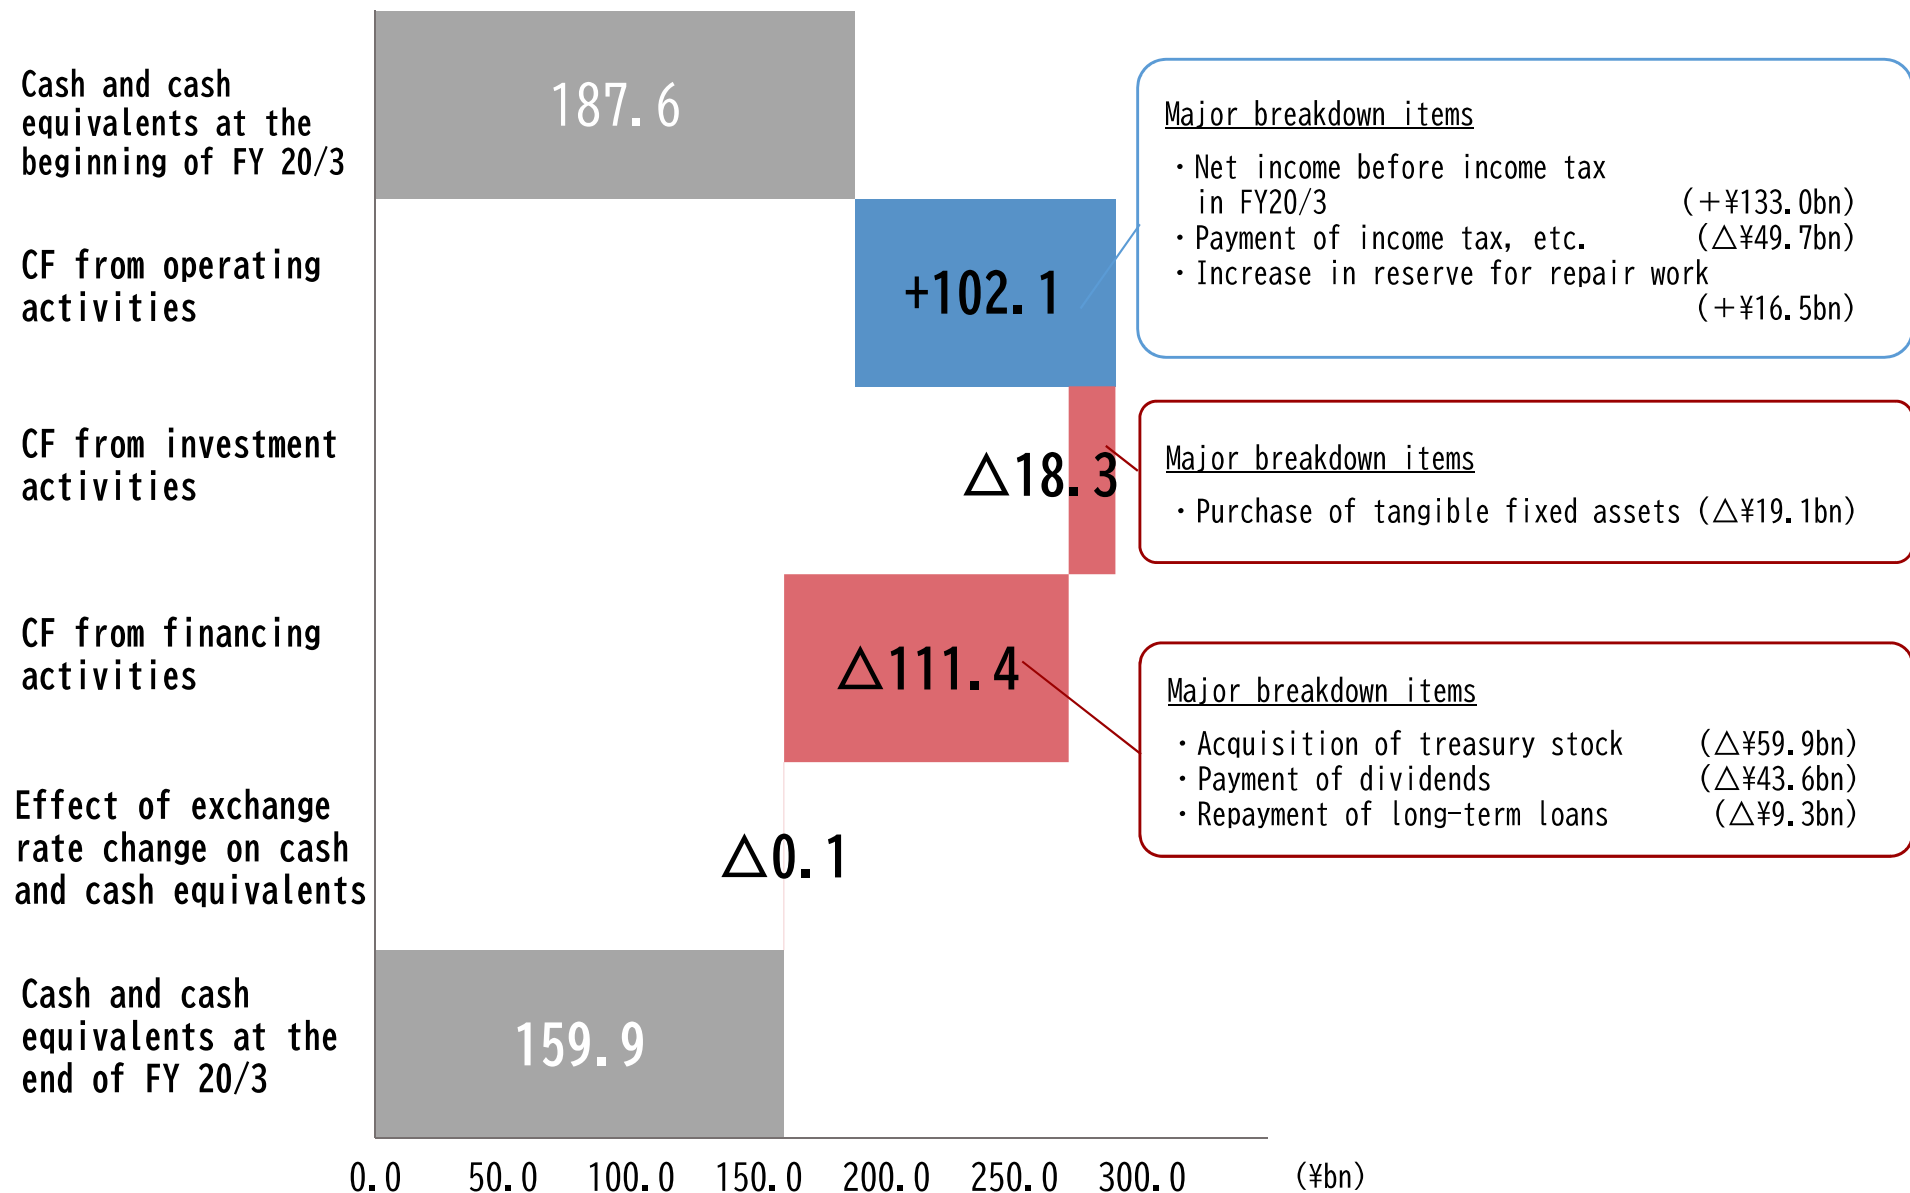 Cash and cash
equivalents at the
beginning of FY 20/3
187.6
CF from operating
activities
+102.1
CF from investment
activities
△18.3
CF from financing
activities
△111.4
Effect of exchange
rate change on cash
and cash equivalents
△0.1
Cash and cash
equivalents at the
end of FY 20/3
159.9
0.0 50.0 100.0 150.0 200.0 250.0 300.0 (¥bn)
Major breakdown items
・Net income before income tax
in FY20/3 (＋¥133.0bn)
・Payment of income tax, etc. (△¥49.7bn)
・Increase in reserve for repair work
(＋¥16.5bn)
Major breakdown items
・Purchase of tangible fixed assets (△¥19.1bn)
Major breakdown items
・Acquisition of treasury stock (△¥59.9bn)
・Payment of dividends (△¥43.6bn)
・Repayment of long-term loans (△¥9.3bn)